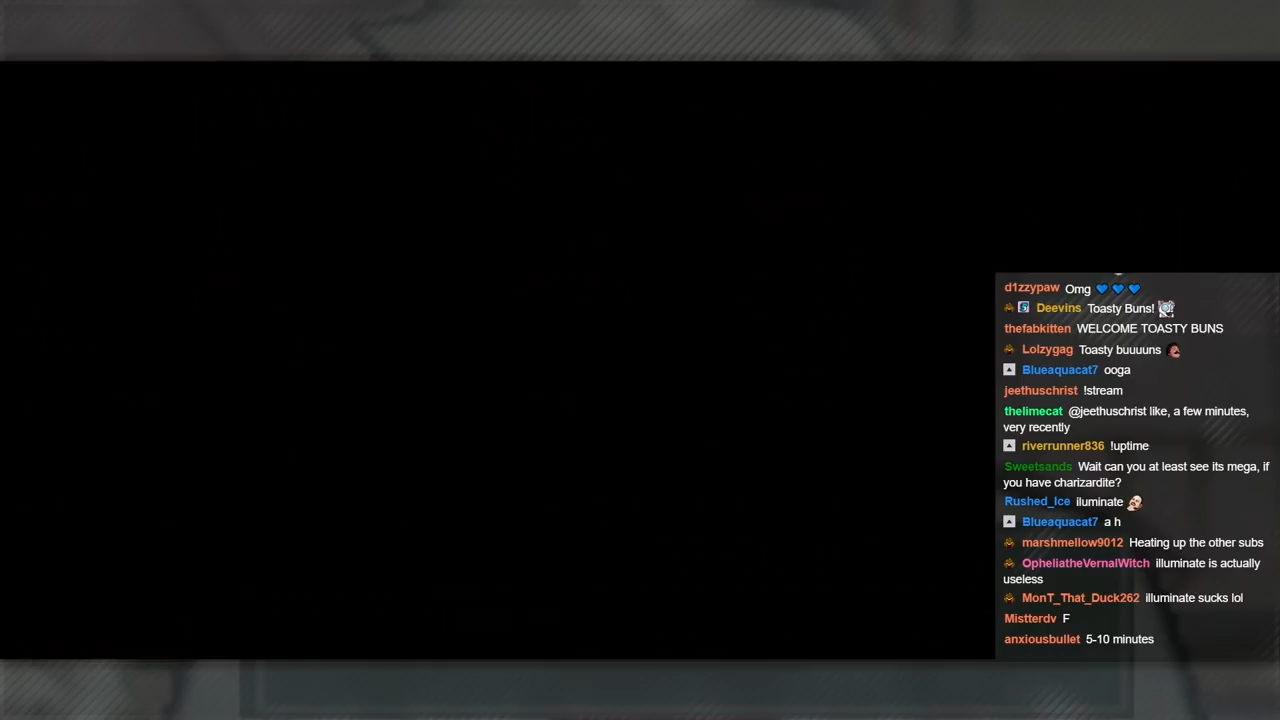 d1zzypaw Omg 💙 💙 💙
Deevins Toasty Buns!
thefabkitten WELCOME TOASTY BUNS
Lolzygag Toasty buuuuns
Blueaquacat7 ooga
jeethuschrist !stream
thelimecat @jeethuschrist like, a few minutes,
very recently
riverrunner836 !uptime
Sweetsands Wait can you at least see its mega, if
you have charizardite?
Rushed_Ice iluminate
Blueaquacat7 a h
marshmellow9012 Heating up the other subs
OpheliatheVernalWitch illuminate is actually
useless
MonT_That_Duck262 illuminate sucks lol
Mistterdv F
anxiousbullet 5-10 minutes